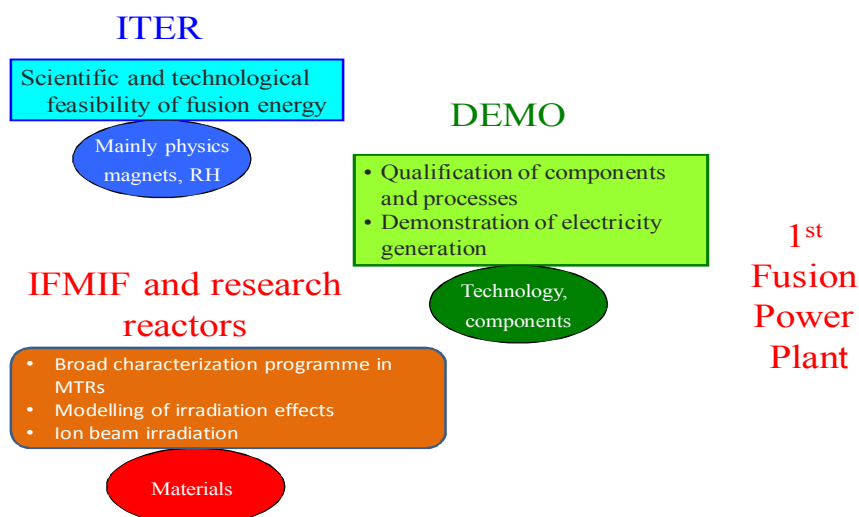 ITER
Scientific and technological
feasibility of fusion energy
Mainly physics
magnets, RH
DEMO
• Qualification of components
and processes
• Demonstration of electricity
generation
Technology,
components
IFMIF and research
reactors
• Broad characterization programme in
MTRs
• Modelling of irradiation effects
• Ion beam irradiation
Materials
1st
Fusion
Power
Plant